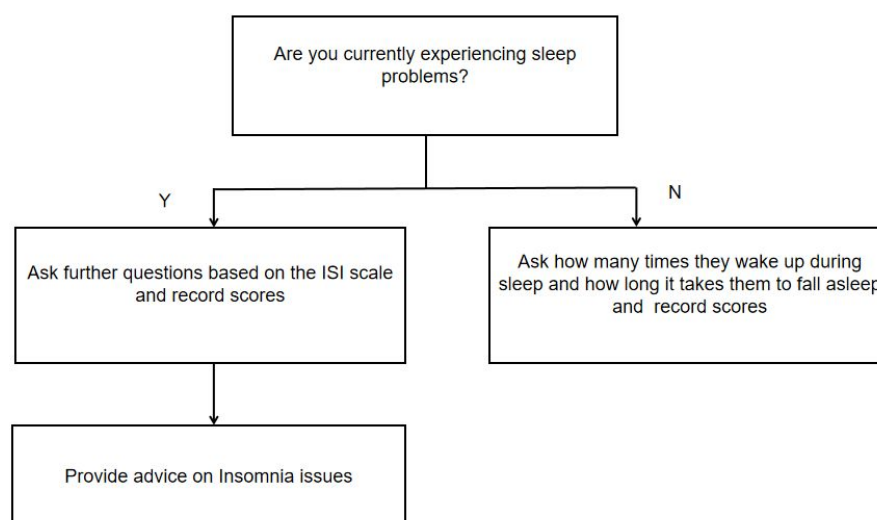 Are you currently experiencing sleep
problems?
Y
N
Ask further questions based on the ISI scale
and record scores
Ask how many times they wake up during
sleep and how long it takes them to fall asleep
and record scores
Provide advice on Insomnia issues